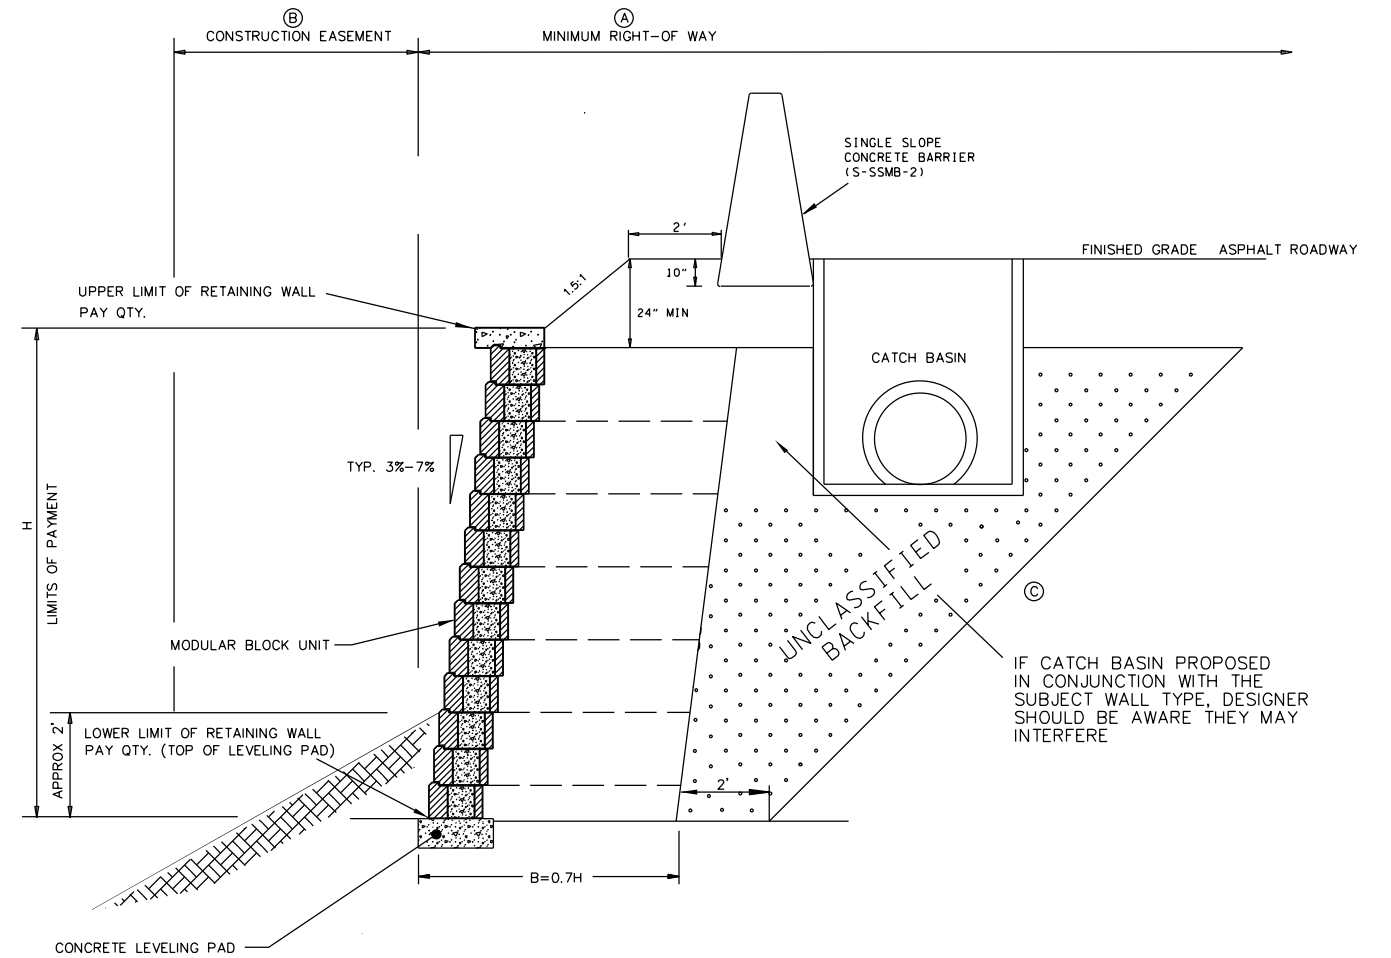 B
CONSTRUCTION EASEMENT
A
MINIMUM RIGHT-OF WAY
SINGLE SLOPE
CONCRETE BARRIER
(S-SSMB-2)
2'
FINISHED GRADE ASPHALT ROADWAY
10"
1.5:1
UPPER LIMIT OF RETAINING WALL
PAY QTY.
24" MIN
CATCH BASIN
TYP. 3%-7%
H
LIMITS OF PAYMENT
UNCLASSIFIED
BACKFILL
C
MODULAR BLOCK UNIT
IF CATCH BASIN PROPOSED
IN CONJUNCTION WITH THE
SUBJECT WALL TYPE, DESIGNER
SHOULD BE AWARE THEY MAY
INTERFERE
APPROX 2'
LOWER LIMIT OF RETAINING WALL
PAY QTY. (TOP OF LEVELING PAD)
2'
B=0.7H
CONCRETE LEVELING PAD